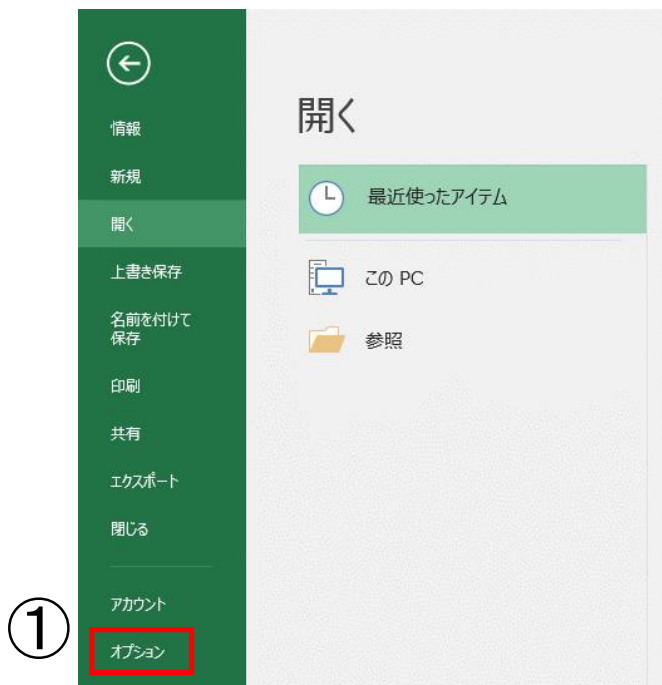 情報
新規
開く
上書き保存
名前を付けて
保存
印刷
共有
エクスポート
閉じる
アカウント
① オプション
開く
最近使ったアイテム
この PC
参照